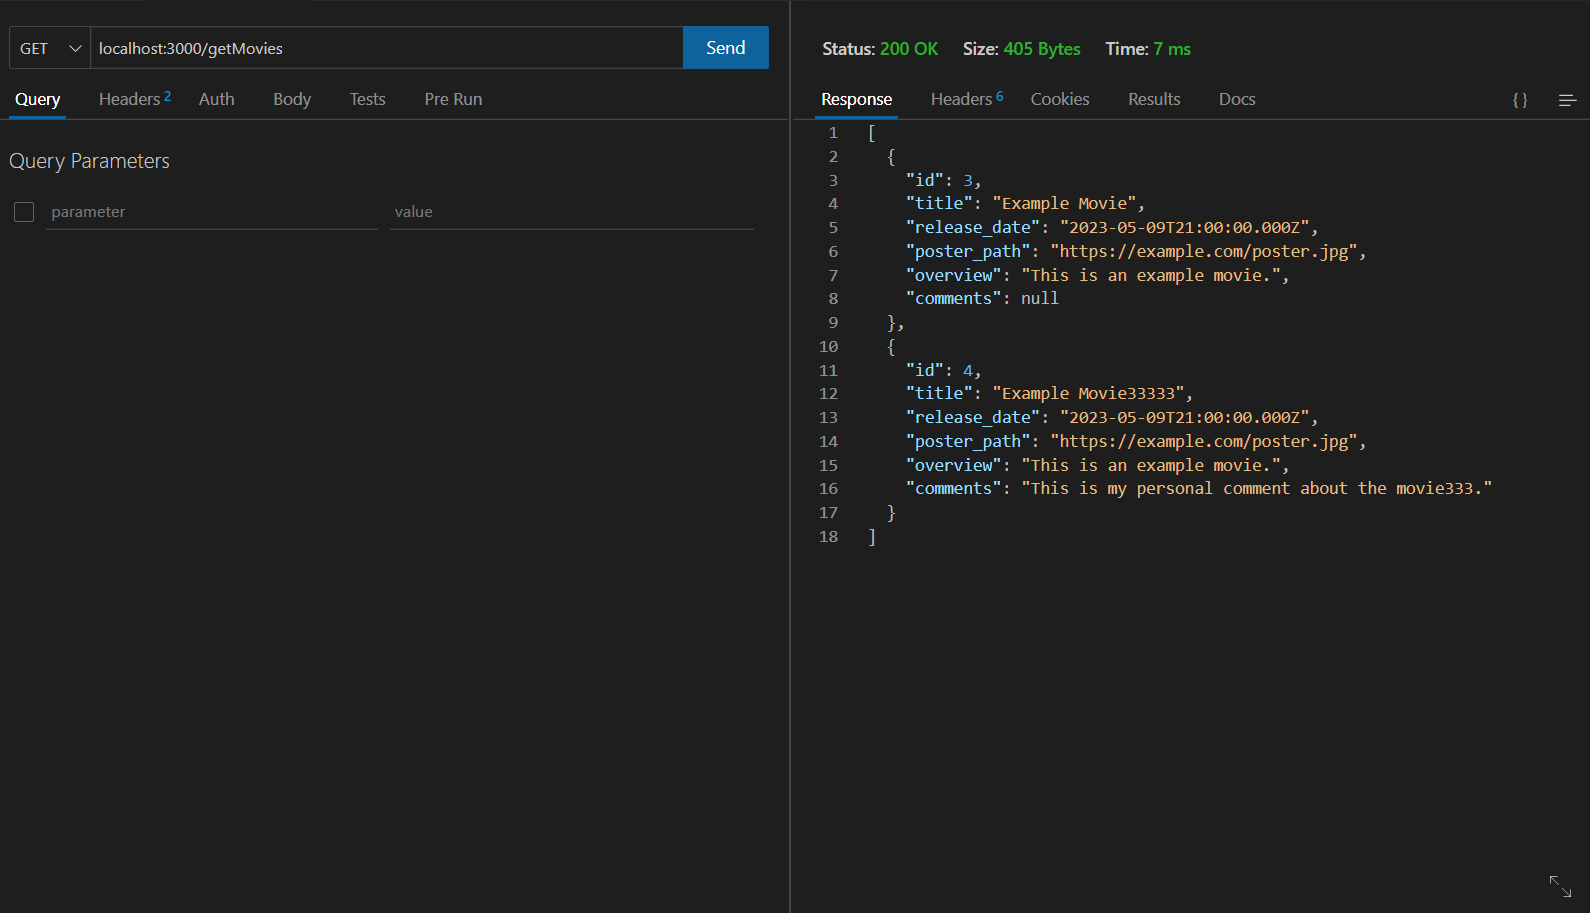 GET localhost:3000/getMovies Send
Query Headers 2 Auth Body Tests Pre Run
Query Parameters
parameter value
Status: 200 OK Size: 405 Bytes Time: 7 ms
Response Headers 6 Cookies Results Docs { }
1 [
2 {
3 "id": 3,
4 "title": "Example Movie",
5 "release_date": "2023-05-09T21:00:00.000Z",
6 "poster_path": "https://example.com/poster.jpg",
7 "overview": "This is an example movie.",
8 "comments": null
9 },
10 {
11 "id": 4,
12 "title": "Example Movie33333",
13 "release_date": "2023-05-09T21:00:00.000Z",
14 "poster_path": "https://example.com/poster.jpg",
15 "overview": "This is an example movie.",
16 "comments": "This is my personal comment about the movie333."
17 }
18 ]